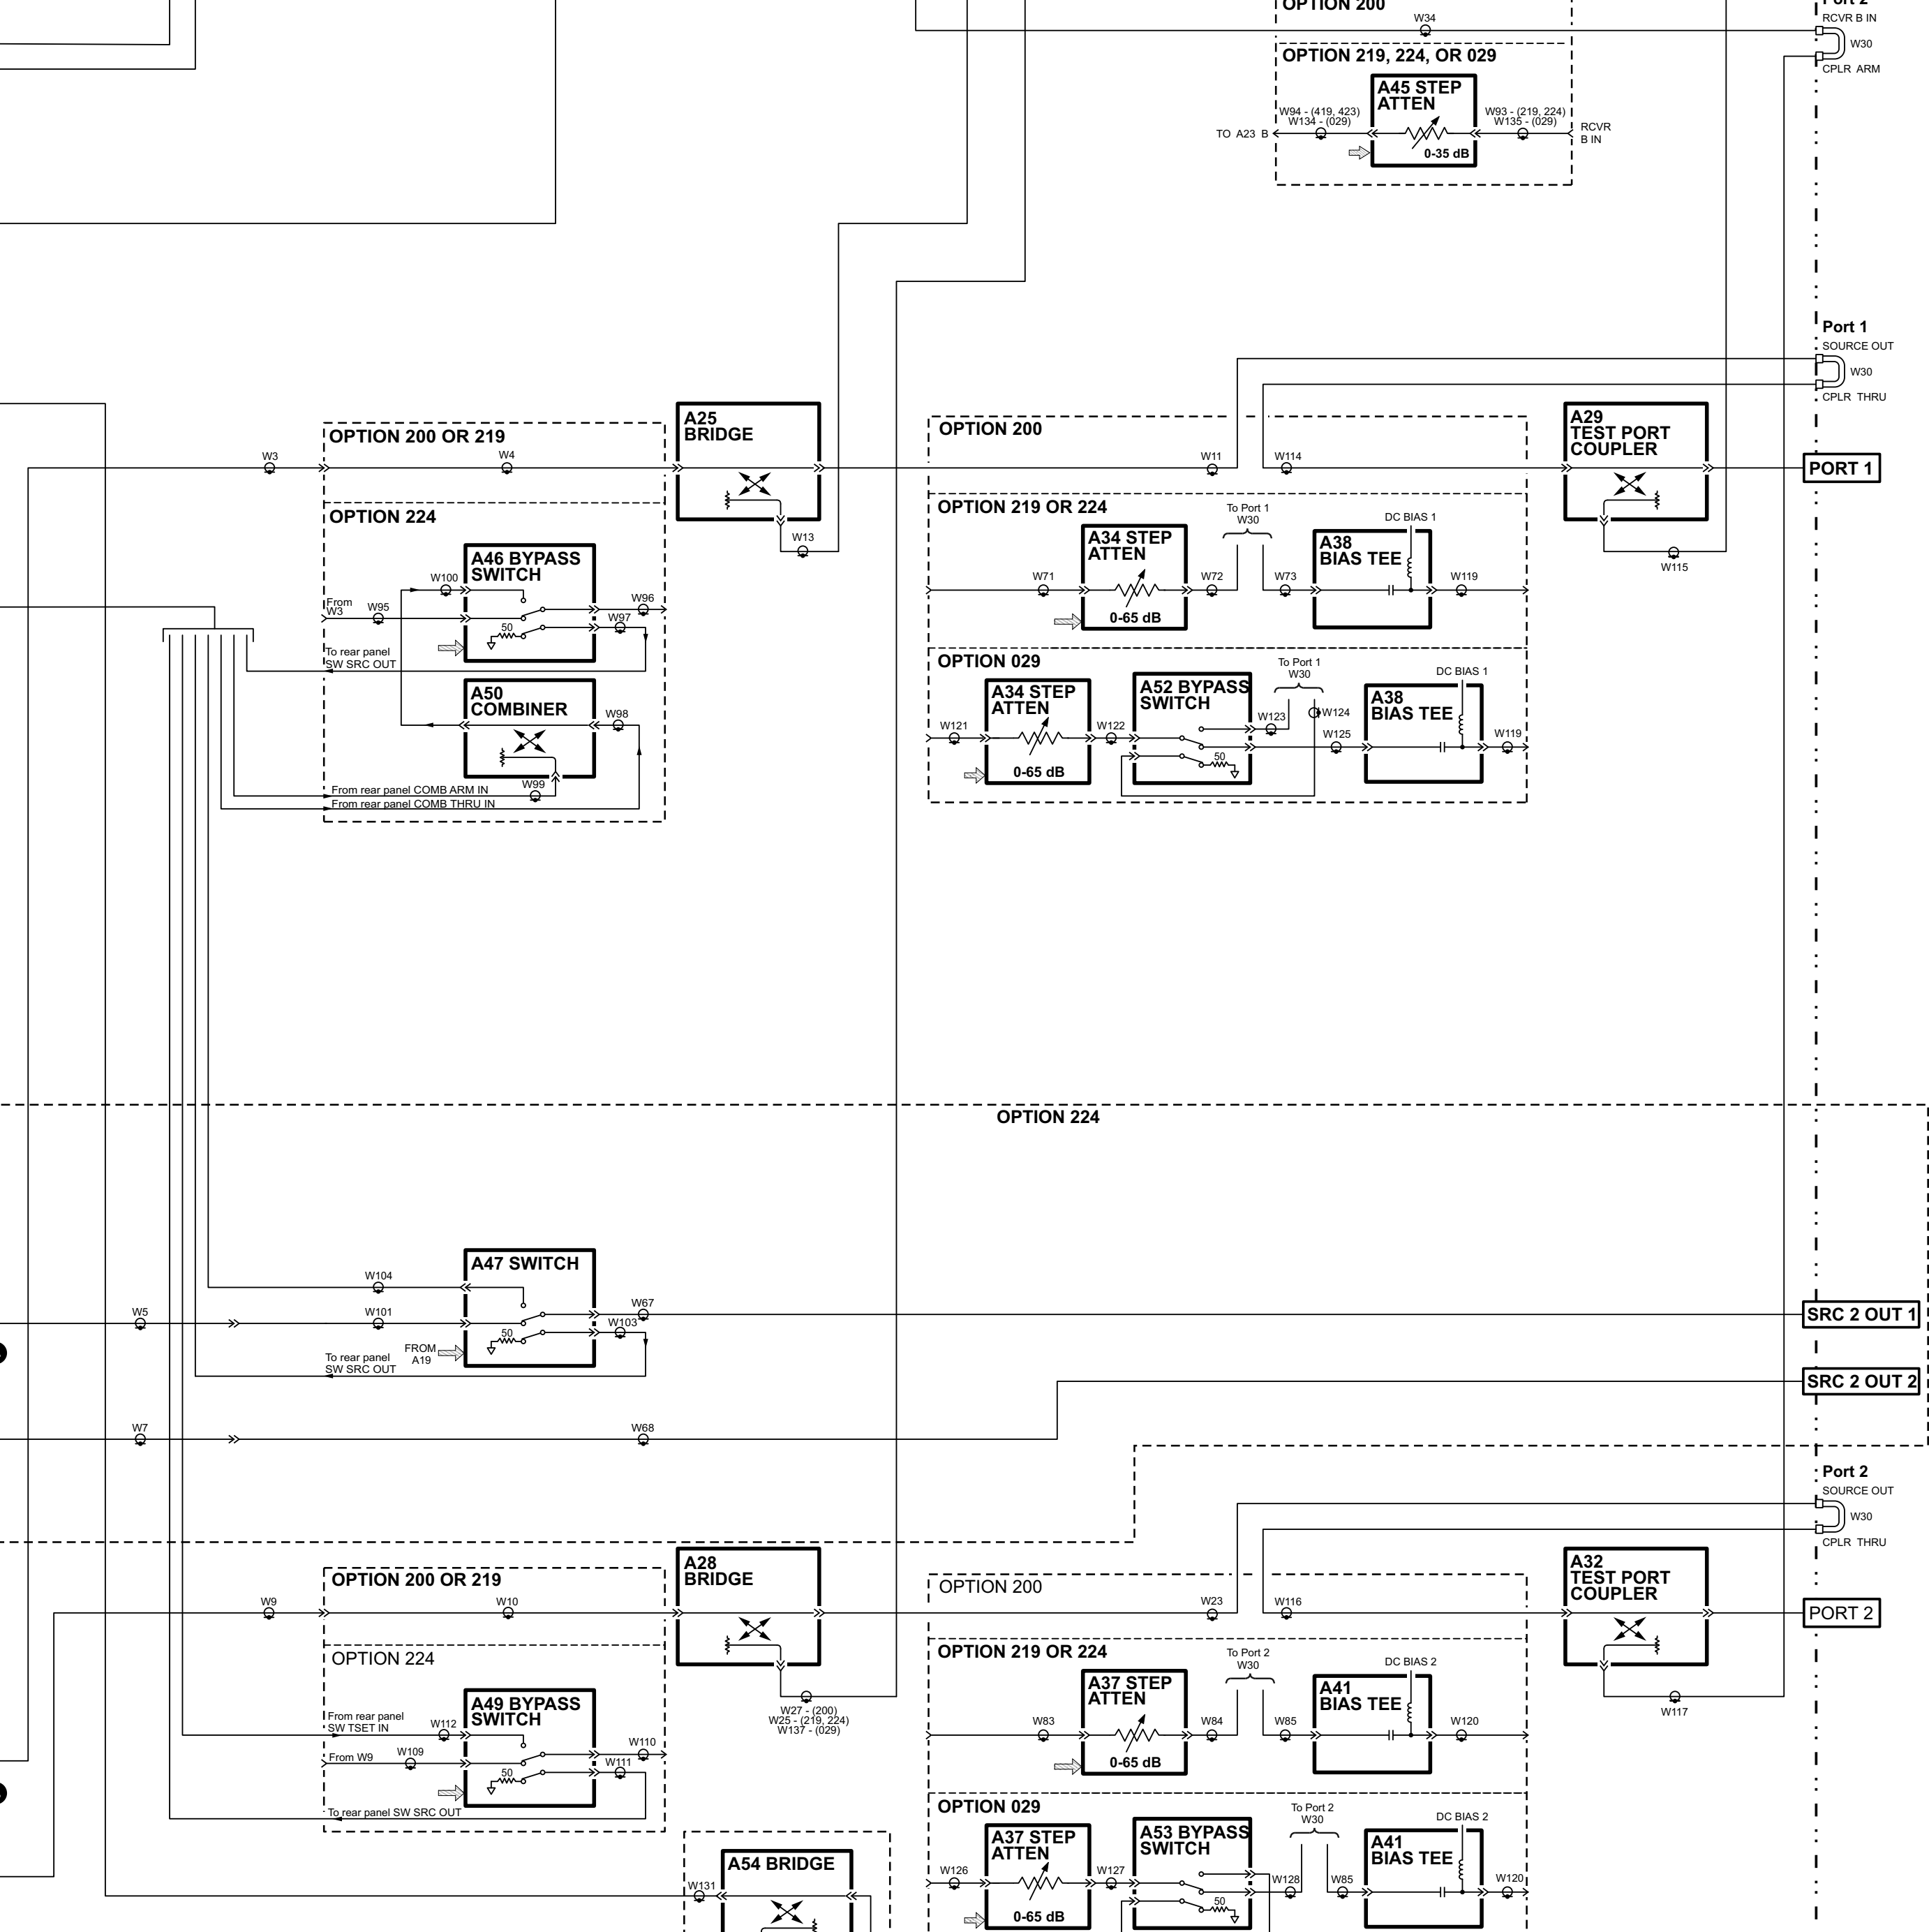 OPTION 200
Port 2
RCVR B IN
W30
CPLR ARM
W34
OPTION 219, 224, OR 029
A45 STEP
ATTEN
0-35 dB
W94 - (419, 423)
W134 - (029)
W93 - (219, 224)
W135 - (029)
TO A23 B
RCVR
B IN
Port 1
SOURCE OUT
W30
CPLR THRU
A25
BRIDGE
A29
TEST PORT
COUPLER
OPTION 200 OR 219
OPTION 200
W3
W4
W11
W114
PORT 1
OPTION 224
W13
W115
OPTION 219 OR 224
To Port 1
W30
DC BIAS 1
A46 BYPASS
SWITCH
W100
From
W3
W95
50
W96
W97
To rear panel
SW SRC OUT
A34 STEP
ATTEN
0-65 dB
W71
W72
W73
A38
BIAS TEE
W119
A50
COMBINER
W98
W99
From rear panel COMB ARM IN
From rear panel COMB THRU IN
OPTION 029
To Port 1
W30
DC BIAS 1
A34 STEP
ATTEN
0-65 dB
A52 BYPASS
SWITCH
50
W121
W122
W123
W124
W125
A38
BIAS TEE
W119
OPTION 224
A47 SWITCH
W104
W5
W101
50
W67
W103
FROM
A19
To rear panel
SW SRC OUT
SRC 2 OUT 1
SRC 2 OUT 2
W7
W68
Port 2
SOURCE OUT
W30
CPLR THRU
A28
BRIDGE
A32
TEST PORT
COUPLER
OPTION 200 OR 219
OPTION 200
W9
W10
W23
W116
PORT 2
OPTION 224
W27 - (200)
W25 - (219, 224)
W137 - (029)
W117
OPTION 219 OR 224
To Port 2
W30
DC BIAS 2
A49 BYPASS
SWITCH
From rear panel
SW TSET IN
W112
From W9
W109
50
W110
W111
To rear panel SW SRC OUT
A37 STEP
ATTEN
0-65 dB
W83
W84
W85
A41
BIAS TEE
W120
OPTION 029
To Port 2
W30
DC BIAS 2
A54 BRIDGE
W131
A37 STEP
ATTEN
0-65 dB
A53 BYPASS
SWITCH
50
W126
W127
W128
W85
A41
BIAS TEE
W120